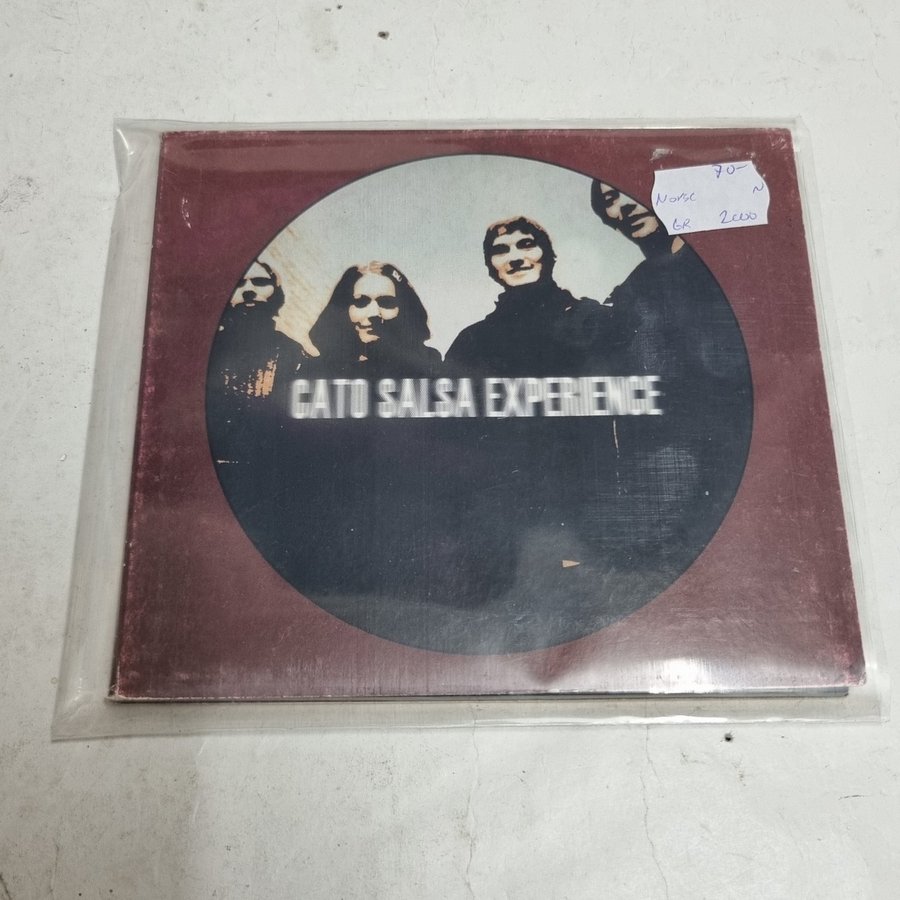 70-
Norsk N
GR 2000
CATO SALSA EXPERIENCE